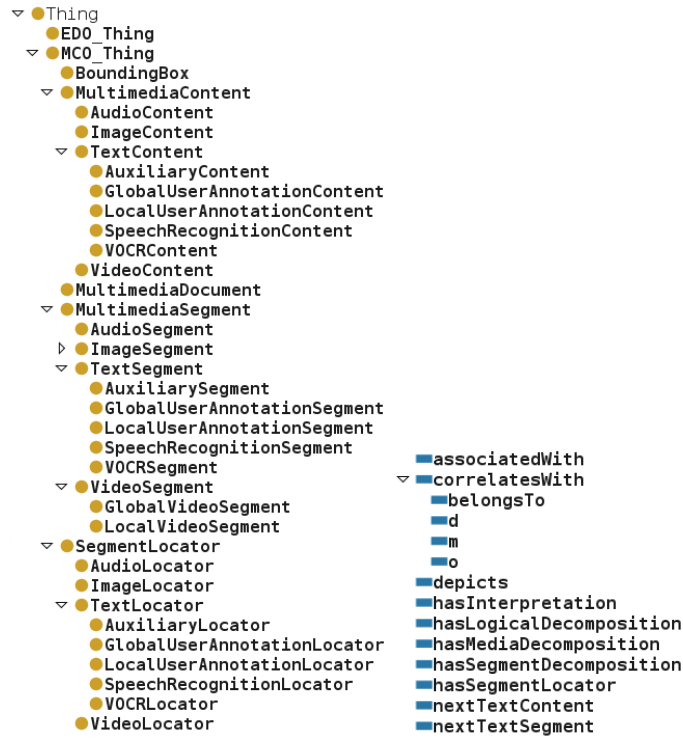 Thing
EDO_Thing
MCO_Thing
BoundingBox
MultimediaContent
AudioContent
ImageContent
TextContent
AuxiliaryContent
GlobalUserAnnotationContent
LocalUserAnnotationContent
SpeechRecognitionContent
VOCRContent
VideoContent
MultimediaDocument
MultimediaSegment
AudioSegment
ImageSegment
TextSegment
AuxiliarySegment
GlobalUserAnnotationSegment
LocalUserAnnotationSegment
SpeechRecognitionSegment
VOCRSegment
VideoSegment
GlobalVideoSegment
LocalVideoSegment
SegmentLocator
AudioLocator
ImageLocator
TextLocator
AuxiliaryLocator
GlobalUserAnnotationLocator
LocalUserAnnotationLocator
SpeechRecognitionLocator
VOCRLocator
VideoLocator
associatedWith
correlatesWith
belongsTo
d
m
o
depicts
hasInterpretation
hasLogicalDecomposition
hasMediaDecomposition
hasSegmentDecomposition
hasSegmentLocator
nextTextContent
nextTextSegment